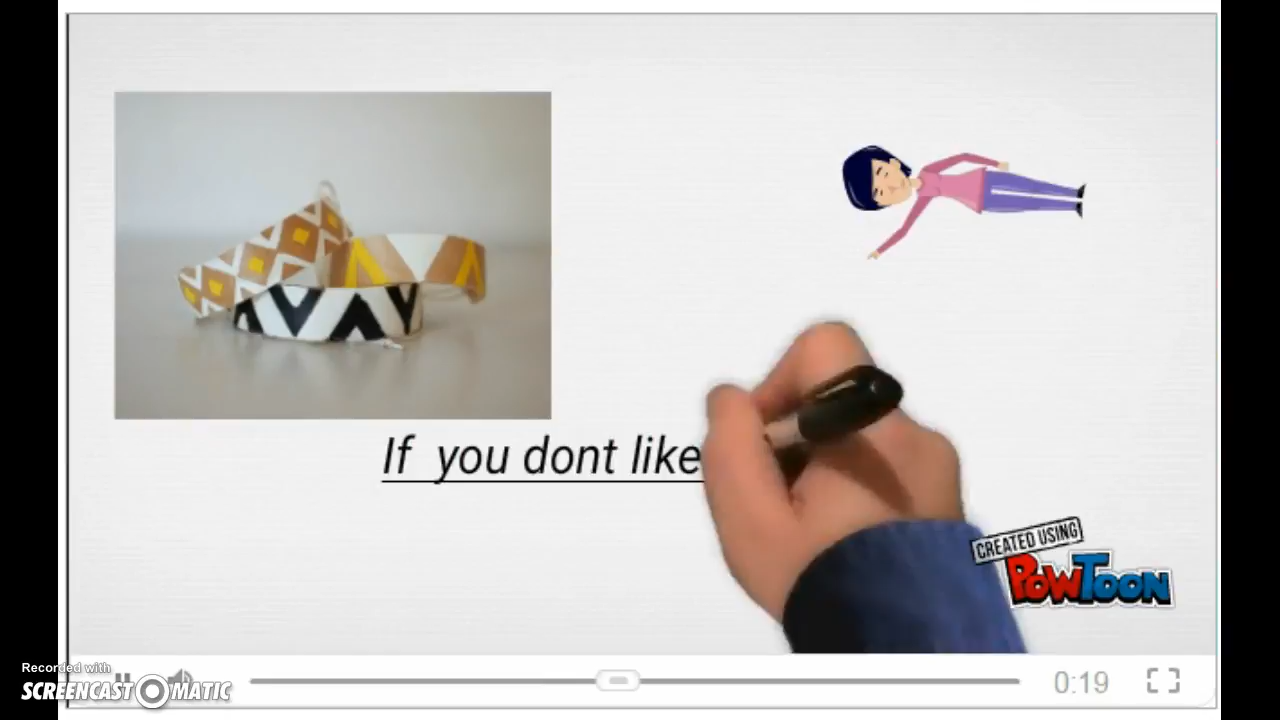 If you dont like
CREATED USING
POWTOON
Recorded with
SCREENCAST O MATIC
0:19